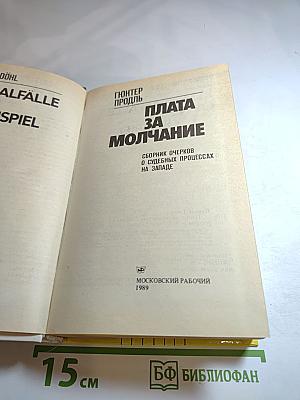 DÖHL
ALFÄLLE
SPIEL
ГЮНТЕР
ПРОДЛЬ
ПЛАТА
ЗА
МОЛЧАНИЕ
СБОРНИК ОЧЕРКОВ
О СУДЕБНЫХ ПРОЦЕССАХ
НА ЗАПАДЕ
МОСКОВСКИЙ РАБОЧИЙ
1989
15 см
БФ БИБЛИОФАН